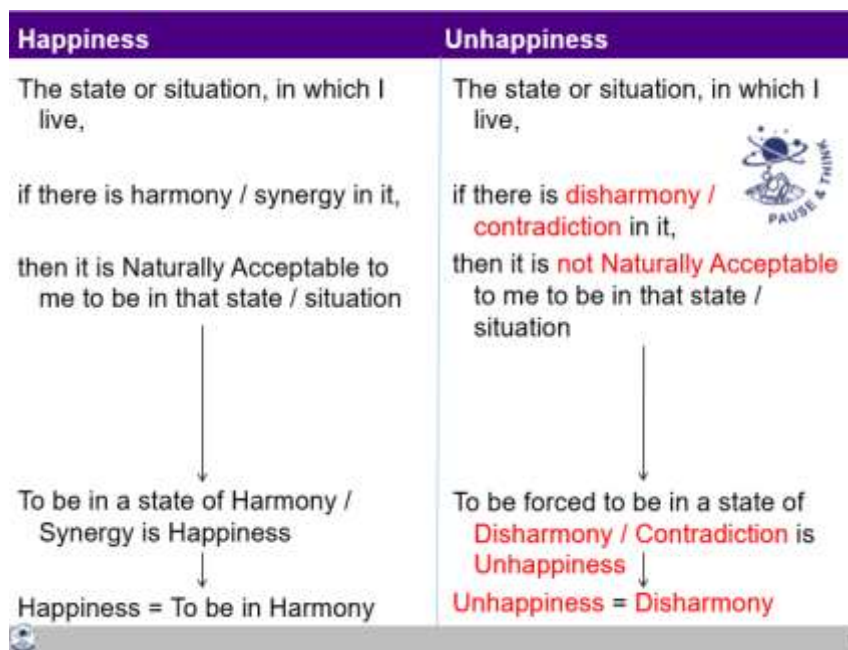 Happiness
The state or situation, in which I
live,
if there is harmony / synergy in it,
then it is Naturally Acceptable to
me to be in that state / situation
To be in a state of Harmony /
Synergy is Happiness
Happiness = To be in Harmony
Unhappiness
The state or situation, in which I
live,
if there is disharmony /
contradiction in it,
then it is not Naturally Acceptable
to me to be in that state /
situation
To be forced to be in a state of
Disharmony / Contradiction is
Unhappiness
Unhappiness = Disharmony
PAUSE & THINK